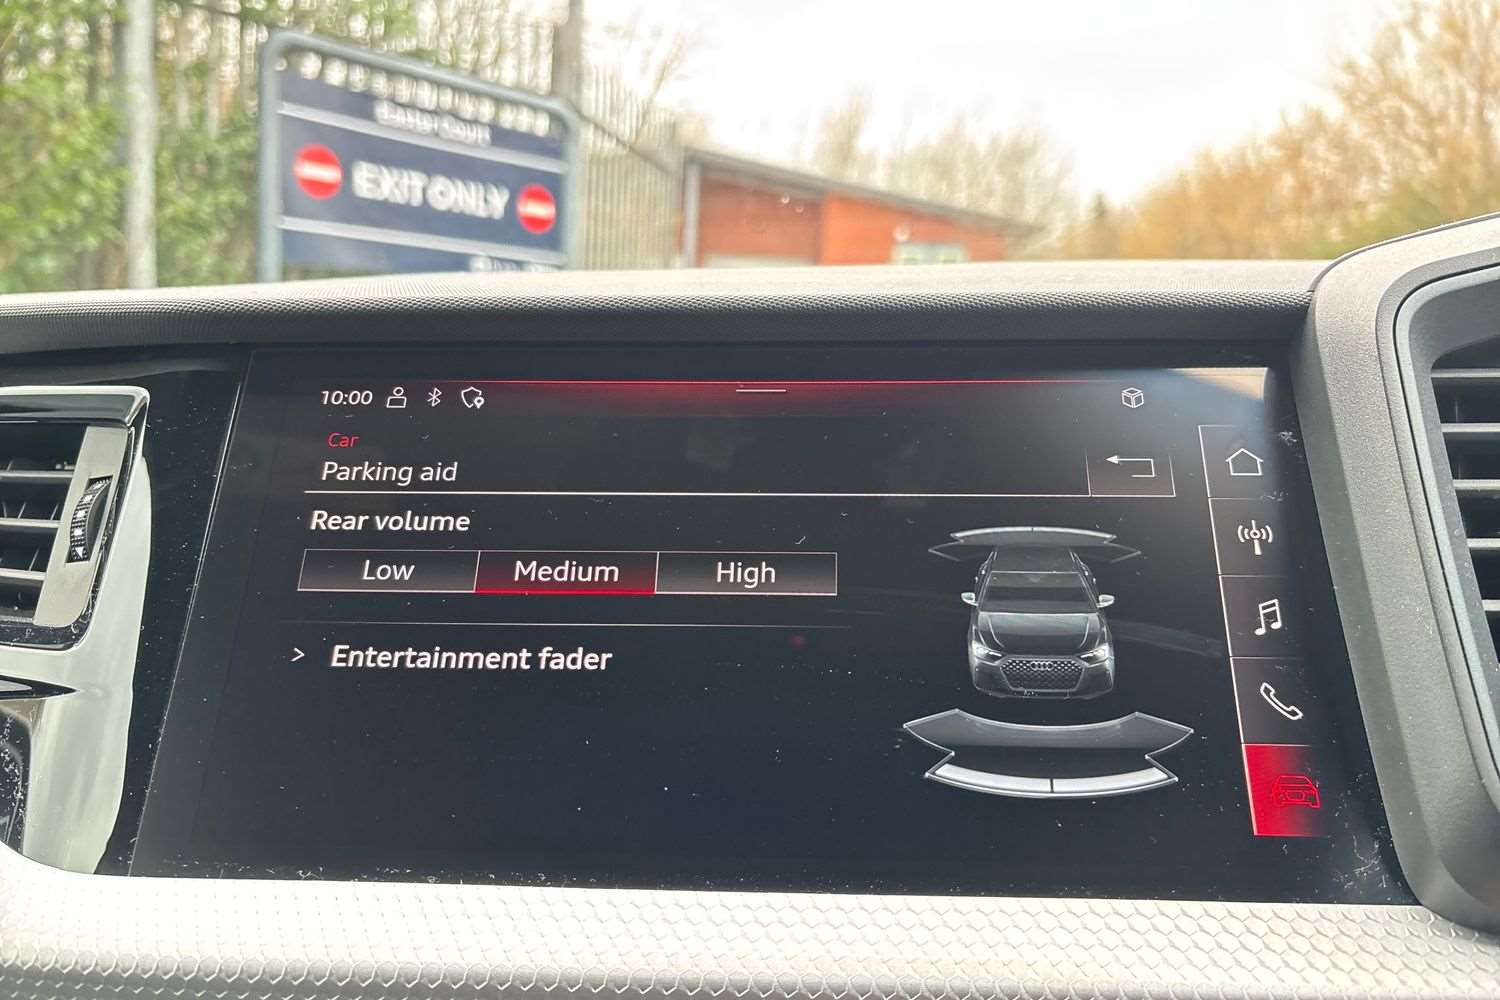 EXIT ONLY
10:00
Car
Parking aid
Rear volume
Low Medium High
Entertainment fader